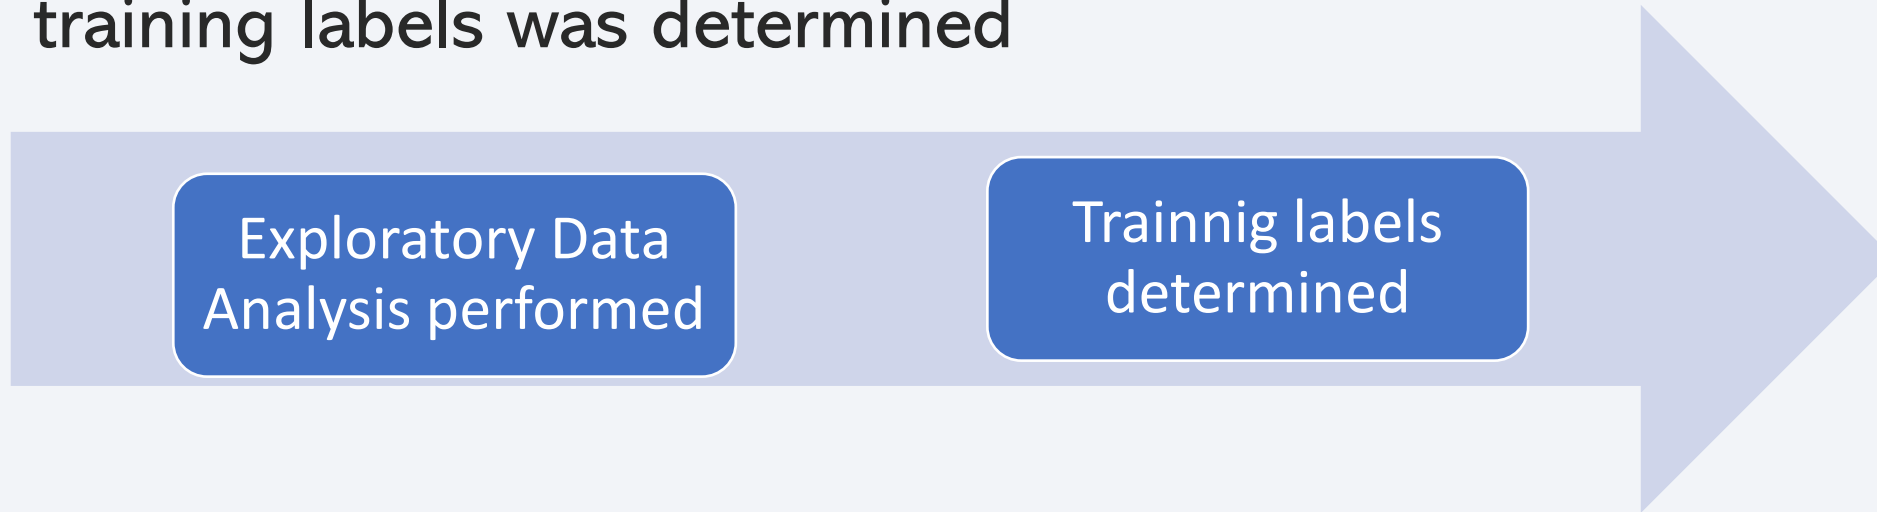 training labels was determined
Exploratory Data
Analysis performed
Trainnig labels
determined